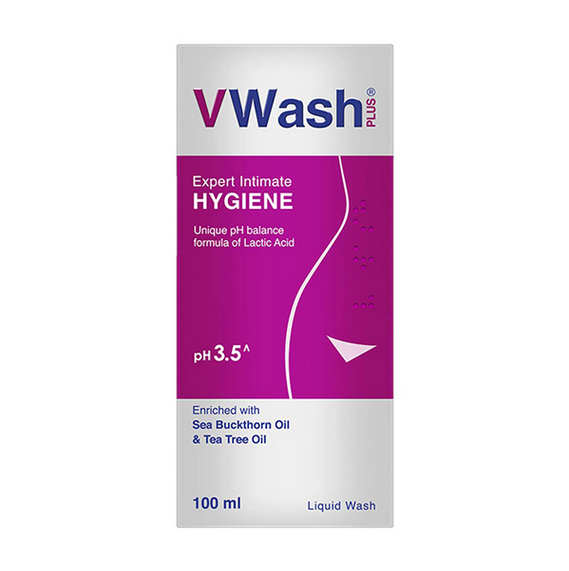 VWash PLUS®
Expert Intimate
HYGIENE
Unique pH balance
formula of Lactic Acid
pH 3.5^
Enriched with
Sea Buckthorn Oil
& Tea Tree Oil
100 ml
Liquid Wash